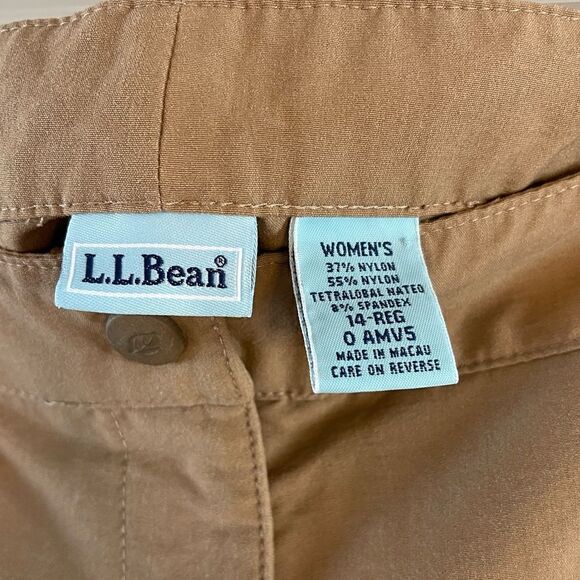 L.L.Bean®
WOMEN'S
37% NYLON
55% NYLON
TETRALOBAL NATEO
8% SPANDEX
14-REG
0 AMV5
MADE IN MACAU
CARE ON REVERSE